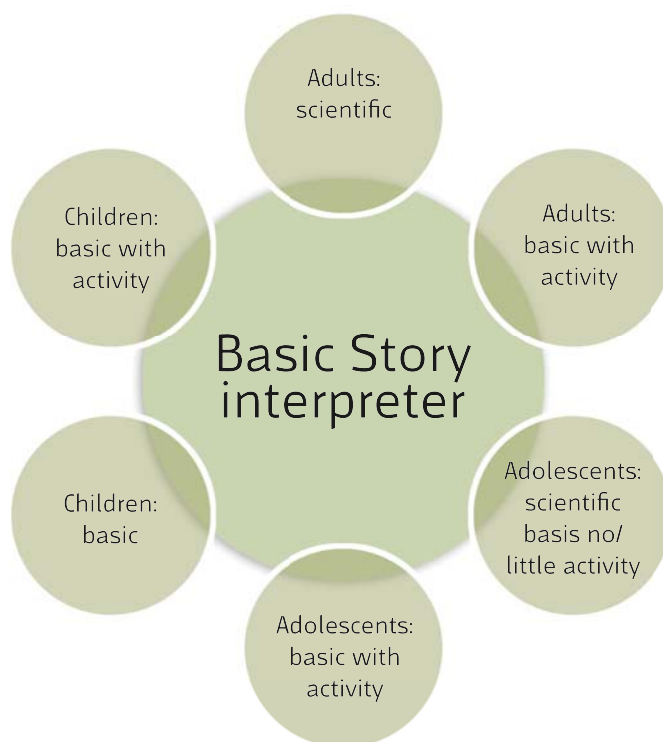 Adults:
scientific
Children:
basic with
activity
Adults:
basic with
activity
Basic Story
interpreter
Children:
basic
Adolescents:
scientific
basis no/
little activity
Adolescents:
basic with
activity